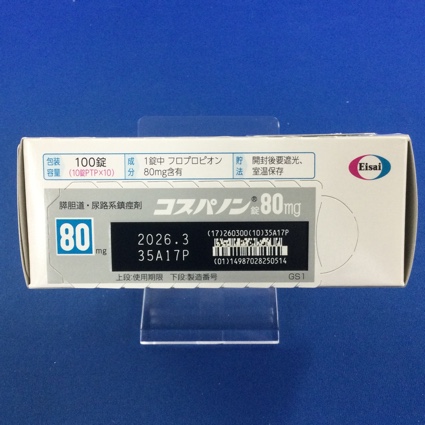 包装容量 100錠 (10錠PTP×10) 成分 1錠中 フロプロピオン 80mg含有 貯法 開封後要遮光、室温保存
Eisai
膵胆道・尿路系鎮痙剤 コスパノン®錠80mg
80mg
2026.3
35A17P
(17)260300(10)35A17P
(01)14987028250514
上段:使用期限 下段:製造番号 GS1